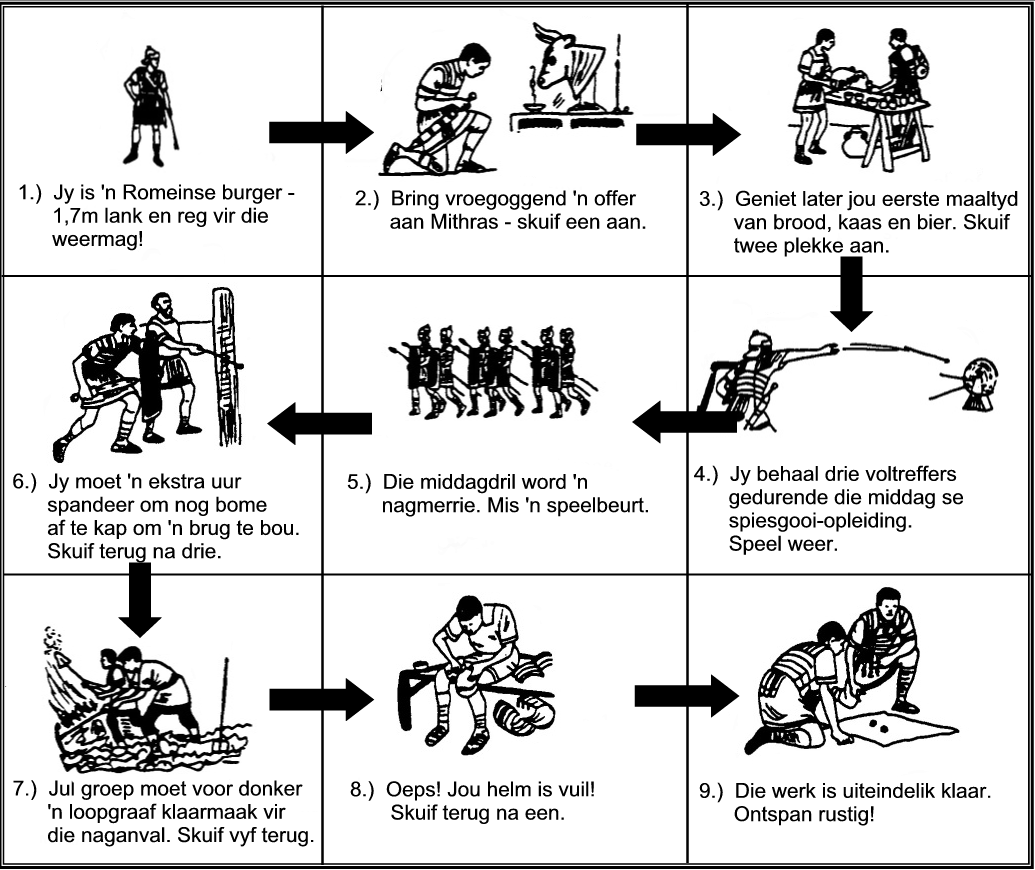 1.) Jy is 'n Romeinse burger -
1,7m lank en reg vir die
weermag!
2.) Bring vroegoggend 'n offer
aan Mithras - skuif een aan.
3.) Geniet later jou eerste maaltyd
van brood, kaas en bier. Skuif
twee plekke aan.
4.) Jy behaal drie voltreffers
gedurende die middag se
spiesgooi-opleiding.
Speel weer.
5.) Die middagdril word 'n
nagmerrie. Mis 'n speelbeurt.
6.) Jy moet 'n ekstra uur
spandeer om nog bome
af te kap om 'n brug te bou.
Skuif terug na drie.
7.) Jul groep moet voor donker
'n loopgraaf klaarmaak vir
die naganval. Skuif vyf terug.
8.) Oeps! Jou helm is vuil!
Skuif terug na een.
9.) Die werk is uiteindelik klaar.
Ontspan rustig!